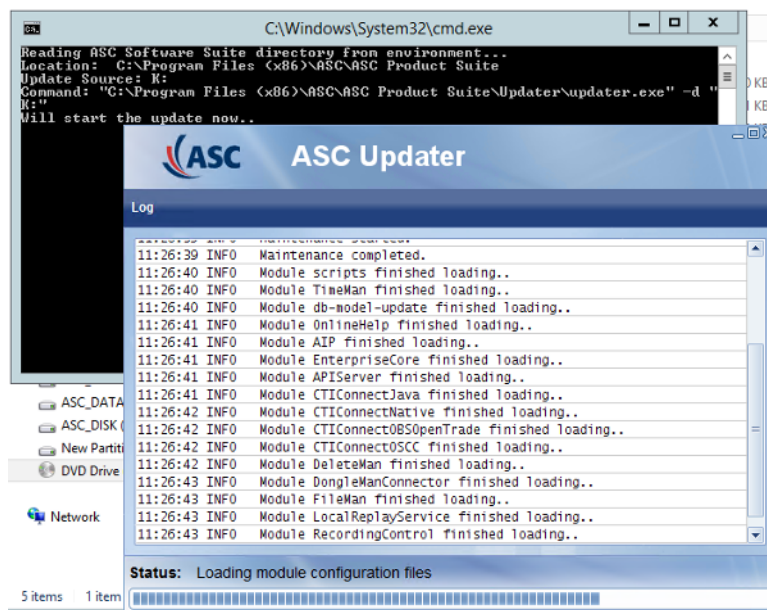 C:\Windows\System32\cmd.exe
Reading ASC Software Suite directory from environment...
Location:  C:\Program Files (x86)\ASC\ASC Product Suite
Update Source: K:
Command: "C:\Program Files (x86)\ASC\ASC Product Suite\Updater\updater.exe" -d "
K:"
Will start the update now..
KB
KB
ASC
ASC Updater
Log
11:26:39 INFO Maintenance completed.
11:26:40 INFO Module scripts finished loading..
11:26:40 INFO Module TimeMan finished loading..
11:26:40 INFO Module db-model-update finished loading..
11:26:41 INFO Module OnlineHelp finished loading..
11:26:41 INFO Module AIP finished loading..
11:26:41 INFO Module EnterpriseCore finished loading..
11:26:41 INFO Module APIServer finished loading..
11:26:41 INFO Module CTIConnectJava finished loading..
11:26:42 INFO Module CTIConnectNative finished loading..
11:26:42 INFO Module CTIConnectOBSOpenTrade finished loading..
11:26:42 INFO Module CTIConnectOSCC finished loading..
11:26:42 INFO Module DeleteMan finished loading..
11:26:43 INFO Module DongleManConnector finished loading..
11:26:43 INFO Module FileMan finished loading..
11:26:43 INFO Module LocalReplayService finished loading..
11:26:43 INFO Module RecordingControl finished loading..
ASC_DATA
ASC_DISK (
New Partiti
DVD Drive
Network
Status: Loading module configuration files
5 items 1 item